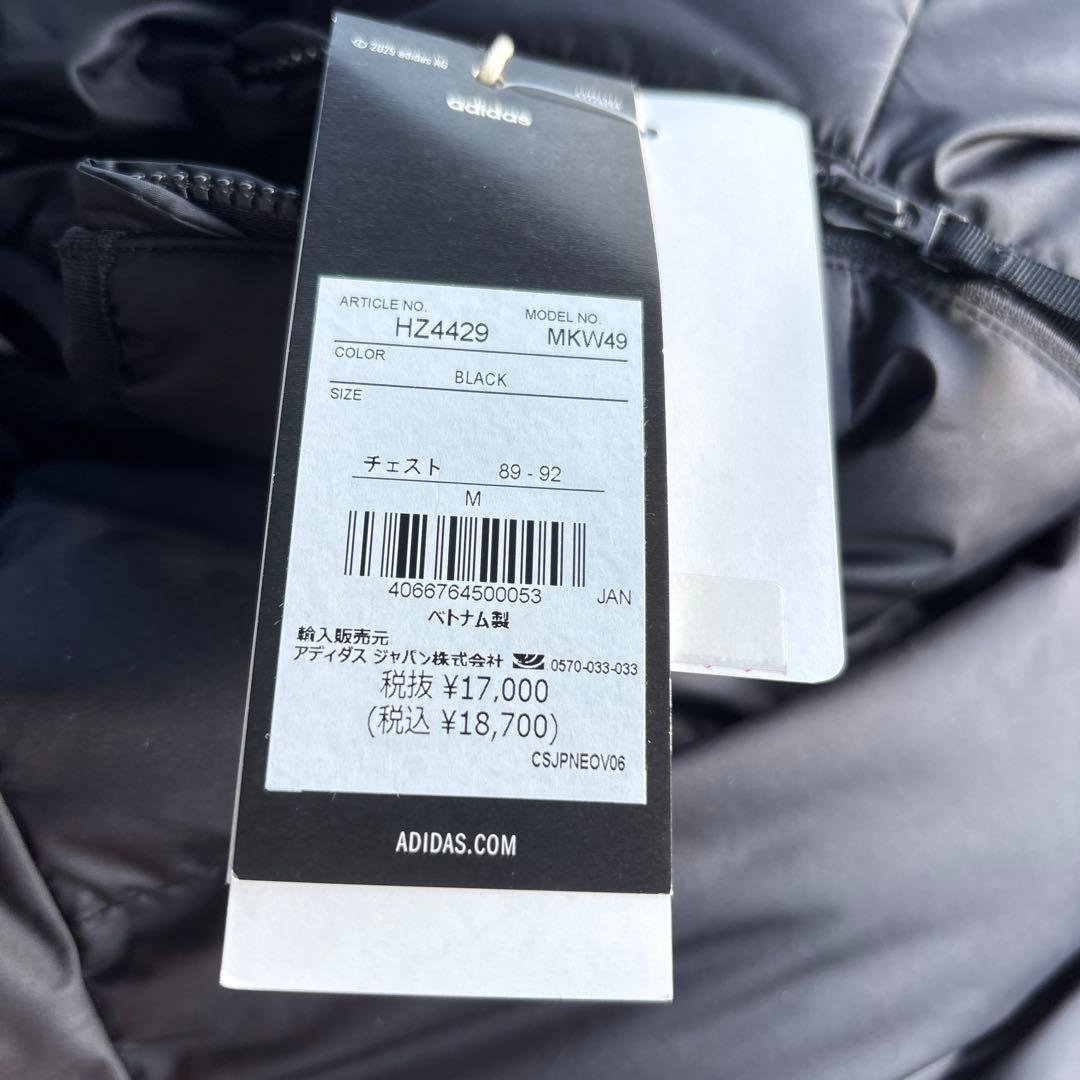 © 2025 adidas AG
adidas
ARTICLE NO. MODEL NO.
HZ4429 MKW49
COLOR
BLACK
SIZE
チェスト 89 - 92
M
4066764500053 JAN
ベトナム製
輸入販売元
アディダス ジャパン株式会社 0570-033-033
税抜 ¥17,000
(税込 ¥18,700)
CSJPNEOV06
ADIDAS.COM